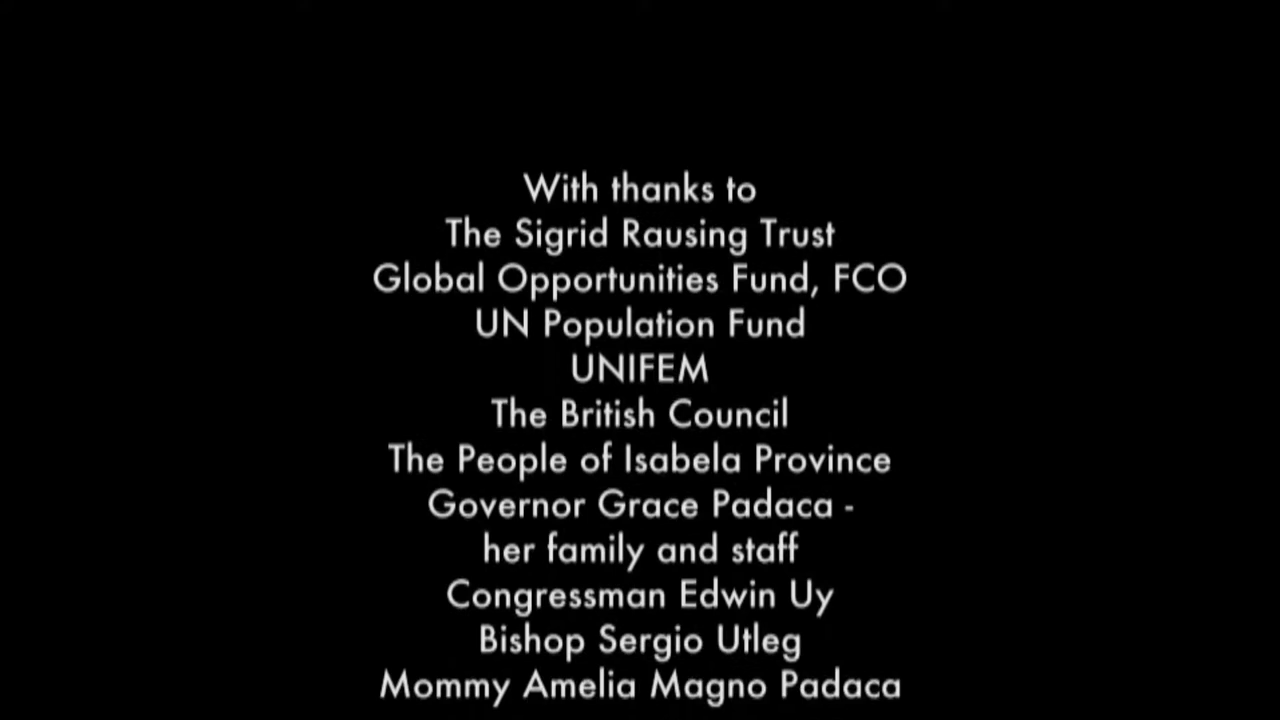 With thanks to
The Sigrid Rausing Trust
Global Opportunities Fund, FCO
UN Population Fund
UNIFEM
The British Council
The People of Isabela Province
Governor Grace Padaca -
her family and staff
Congressman Edwin Uy
Bishop Sergio Utleg
Mommy Amelia Magno Padaca